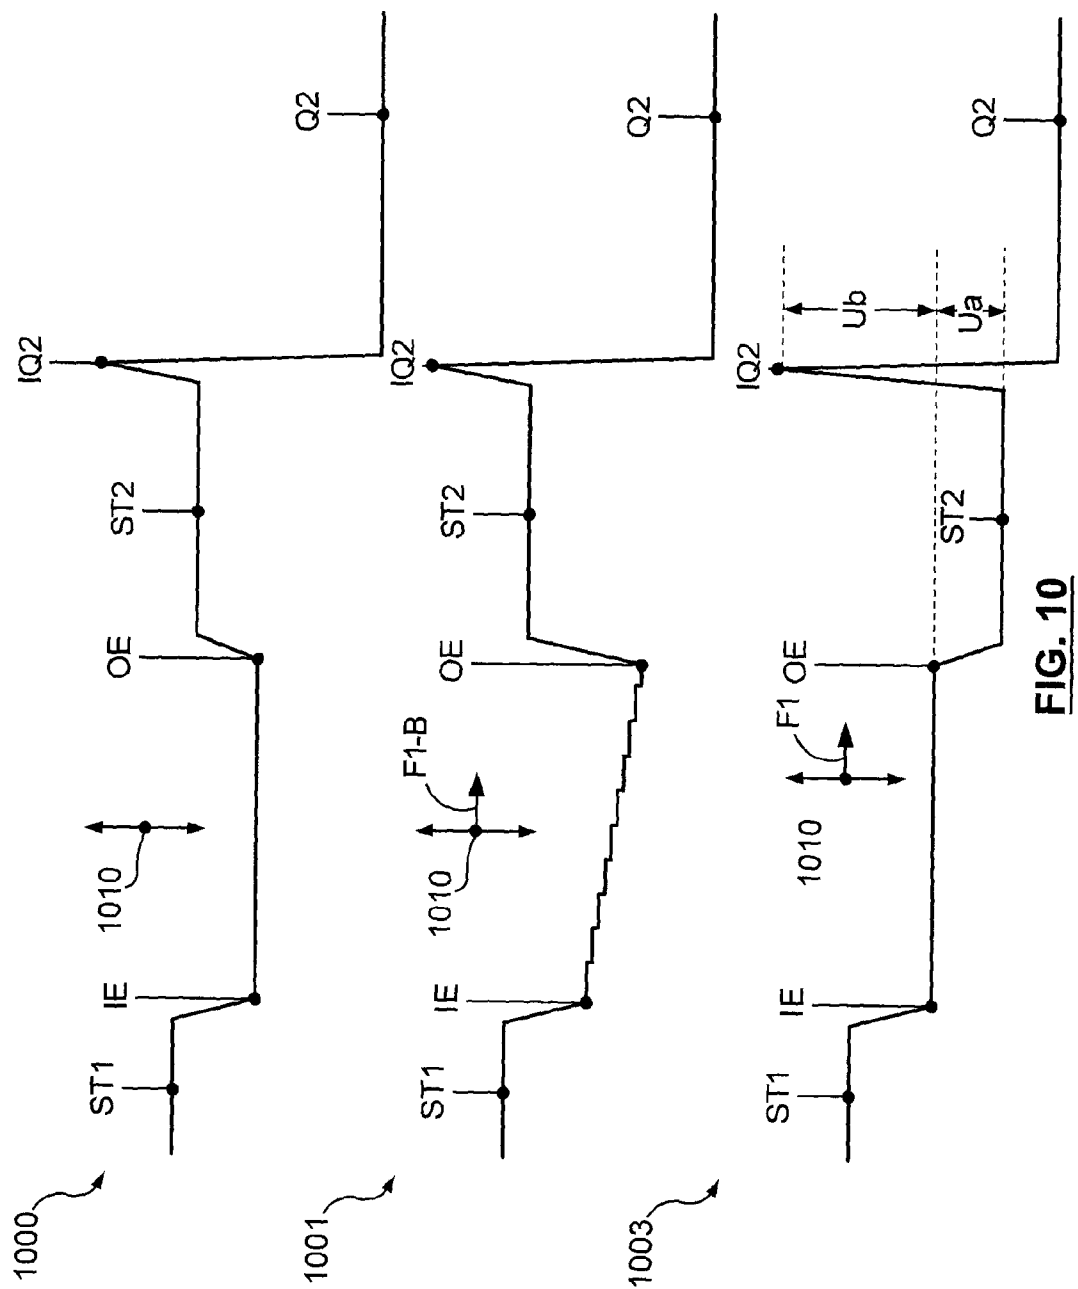 1000
ST1
IE
1010
OE
ST2
IQ2
Q2
1001
ST1
IE
1010
F1-B
OE
ST2
IQ2
Q2
1003
ST1
IE
1010
F1
OE
ST2
IQ2
Ub
Ua
Q2
FIG. 10